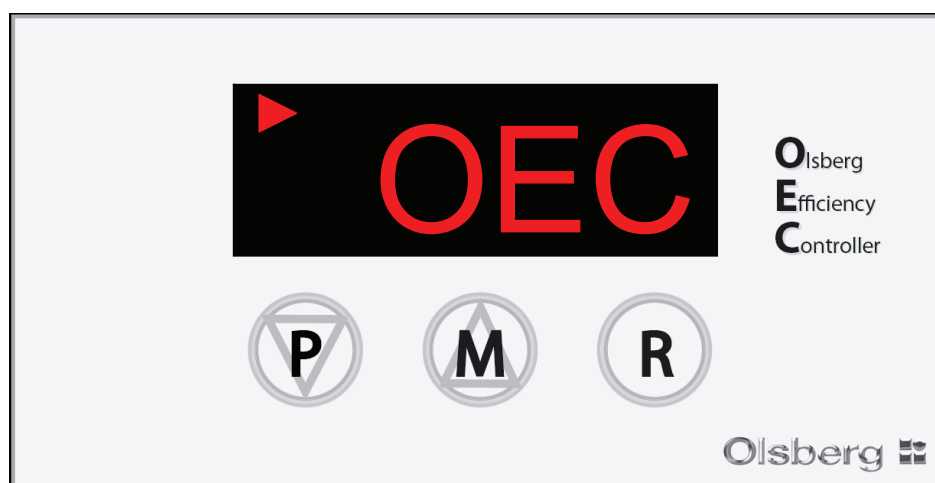 OEC
Olsberg
Efficiency
Controller
P M R
Olsberg